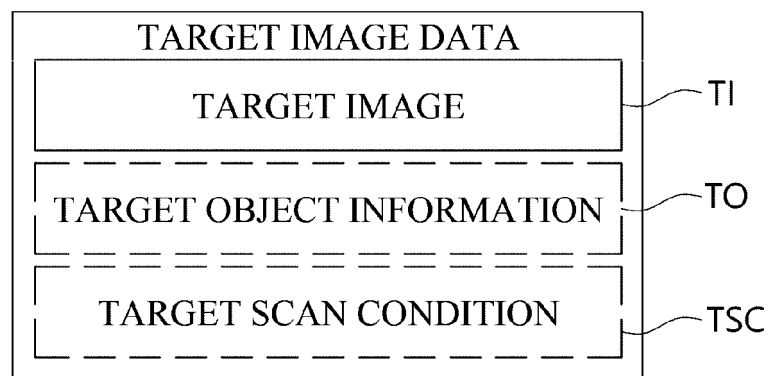 TARGET IMAGE DATA
TARGET IMAGE
TI
TARGET OBJECT INFORMATION
TO
TARGET SCAN CONDITION
TSC